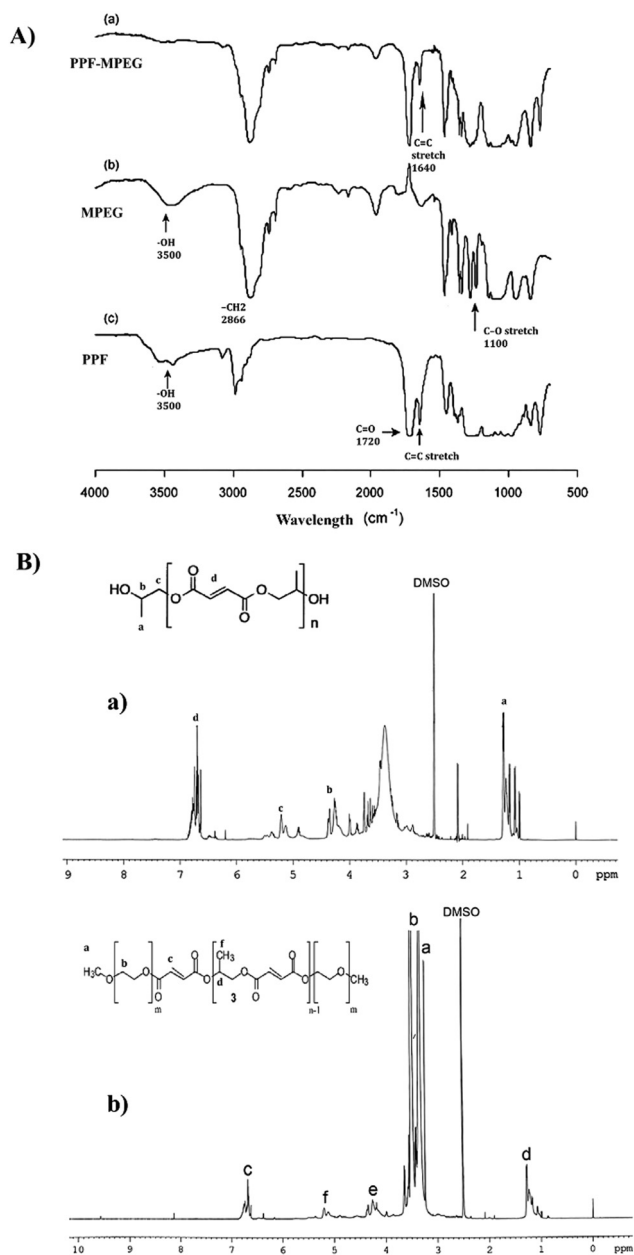 A)
(a)
PPF-MPEG
C=C
stretch
1640
(b)
MPEG
-OH
3500
–CH2
2866
C–O stretch
1100
(c)
PPF
-OH
3500
C=O
1720
C=C stretch
4000 3500 3000 2500 2000 1500 1000 500
Wavelength (cm-1)
B)
HO b c O O d O O OH n
a
a)
DMSO
d
c
b
a
9 8 7 6 5 4 3 2 1 0 ppm
a
H3C O b O m c O O O CH3 f d 3 O O O O n-1 O CH3 m
b)
b
a
DMSO
c
f
e
d
10 9 8 7 6 5 4 3 2 1 0 ppm